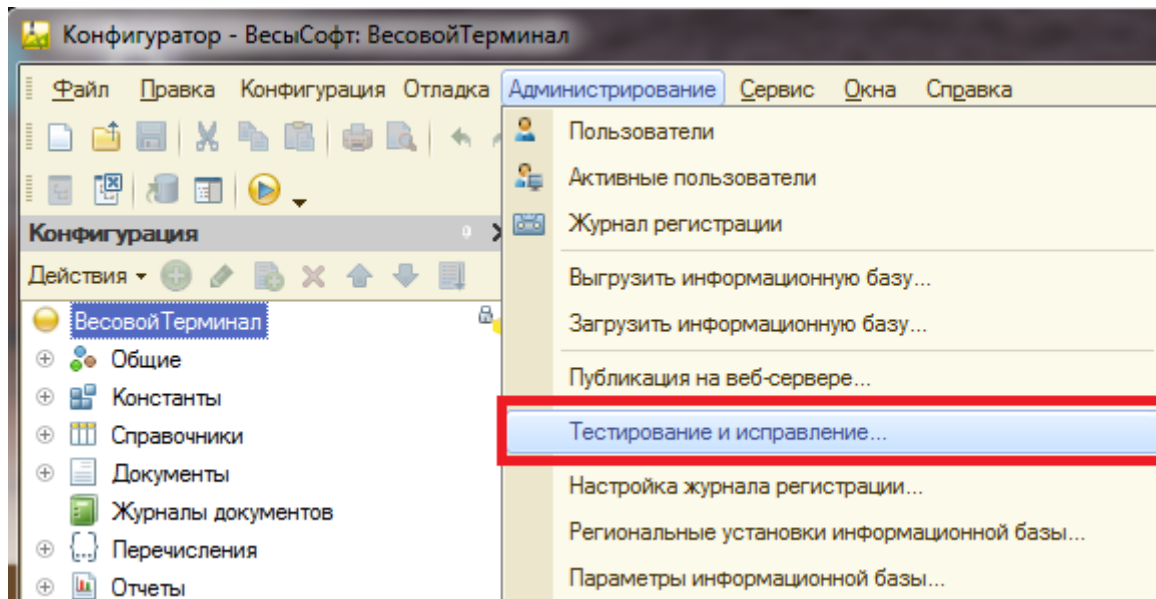 Конфигуратор - ВесыСофт: ВесовойТерминал
Файл Правка Конфигурация Отладка Администрирование Сервис Окна Справка
Пользователи
Активные пользователи
Журнал регистрации
Выгрузить информационную базу...
Загрузить информационную базу...
Публикация на веб-сервере...
Тестирование и исправление...
Настройка журнала регистрации...
Региональные установки информационной базы...
Параметры информационной базы...
Конфигурация
Действия
ВесовойТерминал
Общие
Константы
Справочники
Документы
Журналы документов
Перечисления
Отчеты